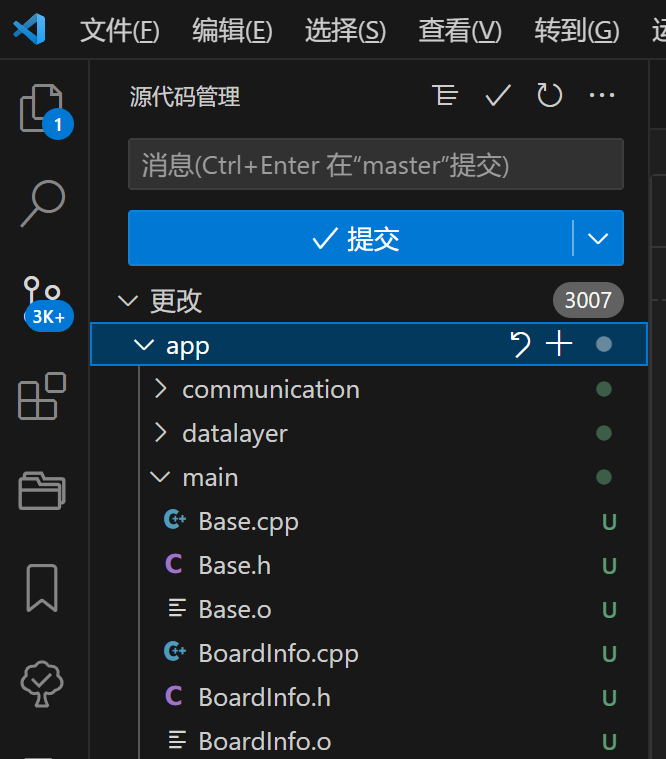 文件(F) 编辑(E) 选择(S) 查看(V) 转到(G)
源代码管理
1
消息(Ctrl+Enter 在“master”提交)
提交
更改 3007
3K+
app
communication
datalayer
main
Base.cpp U
Base.h U
Base.o U
BoardInfo.cpp U
BoardInfo.h U
BoardInfo.o U